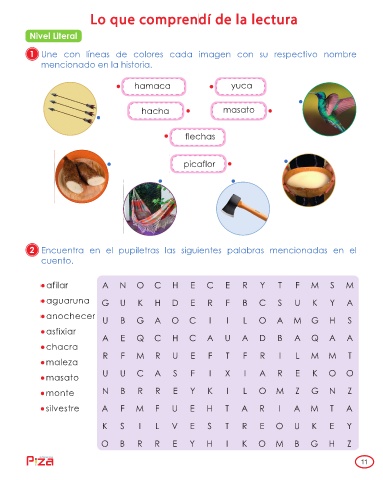 Lo que comprendí de la lectura
Nivel Literal
1 Une con líneas de colores cada imagen con su respectivo nombre
mencionado en la historia.
hamaca yuca
hacha masato
flechas
picaflor
2 Encuentra en el pupiletras las siguientes palabras mencionadas en el
cuento.
afilar
aguaruna
anochecer
asfixiar
chacra
maleza
masato
monte
silvestre
A N O C H E C E R Y T F M S M
G U K H D E R F B C S U K Y A
U B G A O C I I L O A M G H S
A E Q C H C A U A D B A Q A A
R F M R U E F T F R I L M M T
U U C A S F I X I A R E K O O
N B R R E Y K I L O M Z G N Z
A F M F U E H T A R I A M T A
K S I L V E S T R E O U K E Y
O B R R E Y H I K O M B G H Z
11